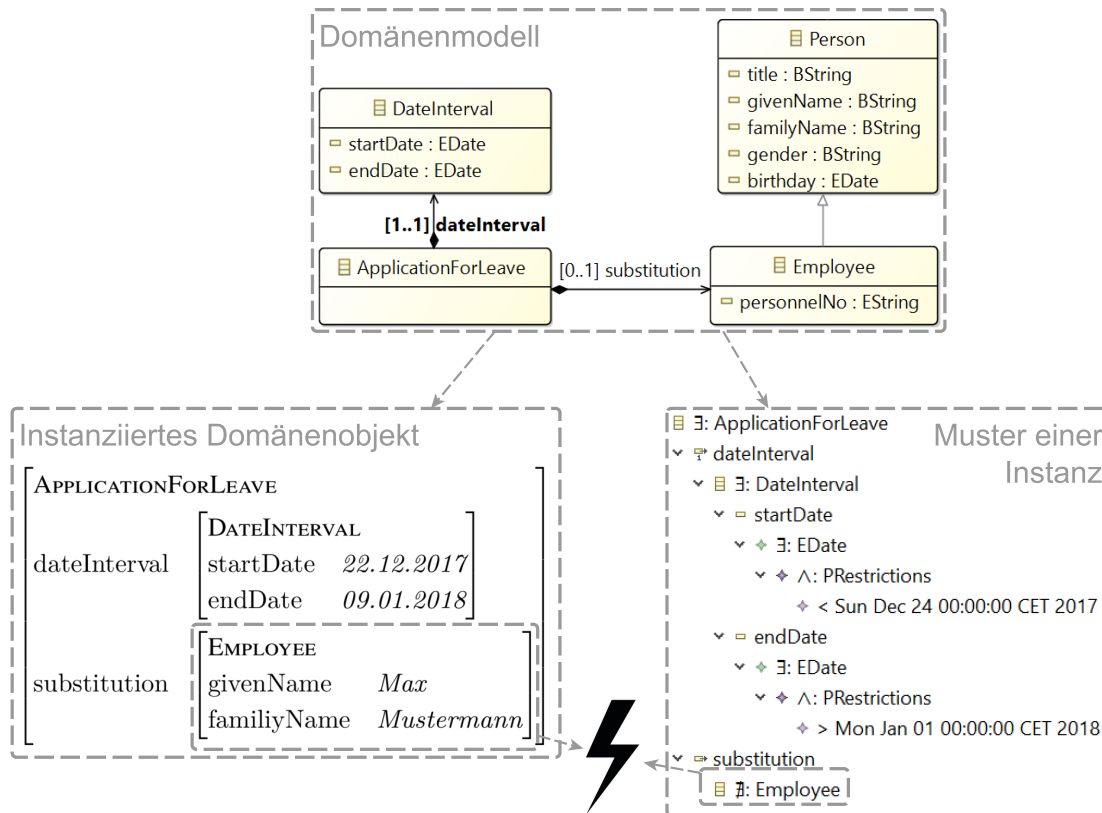 Domänenmodell
Person
title : BString
givenName : BString
familyName : BString
gender : BString
birthday : EDate
DateInterval
startDate : EDate
endDate : EDate
[1..1] dateInterval
ApplicationForLeave
[0..1] substitution
Employee
personnelNo : EString
Instanziiertes Domänenobjekt
APPLICATIONFORLEAVE
dateInterval
DATEINTERVAL
startDate 22.12.2017
endDate 09.01.2018
substitution
EMPLOYEE
givenName Max
familiyName Mustermann
Muster einer
Instanz
∃: ApplicationForLeave
dateInterval
∃: DateInterval
startDate
∃: EDate
∧: PRestrictions
< Sun Dec 24 00:00:00 CET 2017
endDate
∃: EDate
∧: PRestrictions
> Mon Jan 01 00:00:00 CET 2018
substitution
∄: Employee